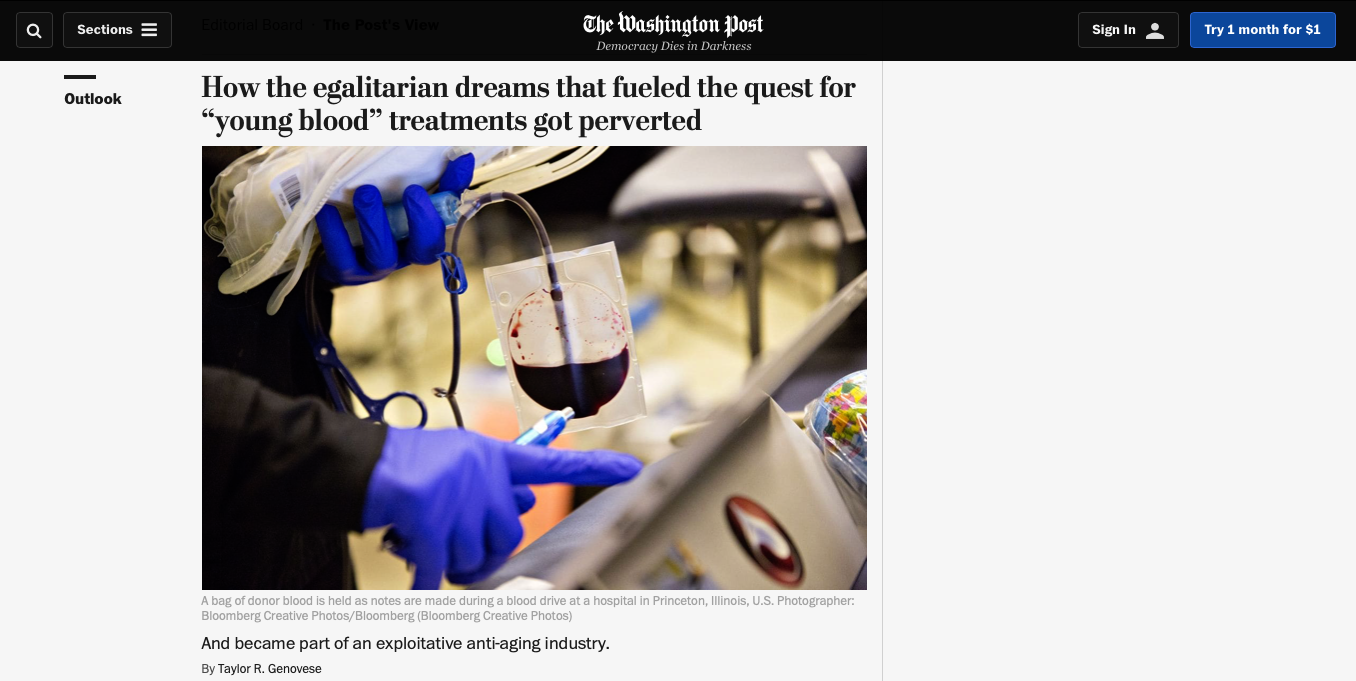 Sections
Editorial Board · The Post's View
The Washington Post
Democracy Dies in Darkness
Sign In
Try 1 month for $1
Outlook
How the egalitarian dreams that fueled the quest for
“young blood” treatments got perverted
A bag of donor blood is held as notes are made during a blood drive at a hospital in Princeton, Illinois, U.S. Photographer:
Bloomberg Creative Photos/Bloomberg (Bloomberg Creative Photos)
And became part of an exploitative anti-aging industry.
By Taylor R. Genovese